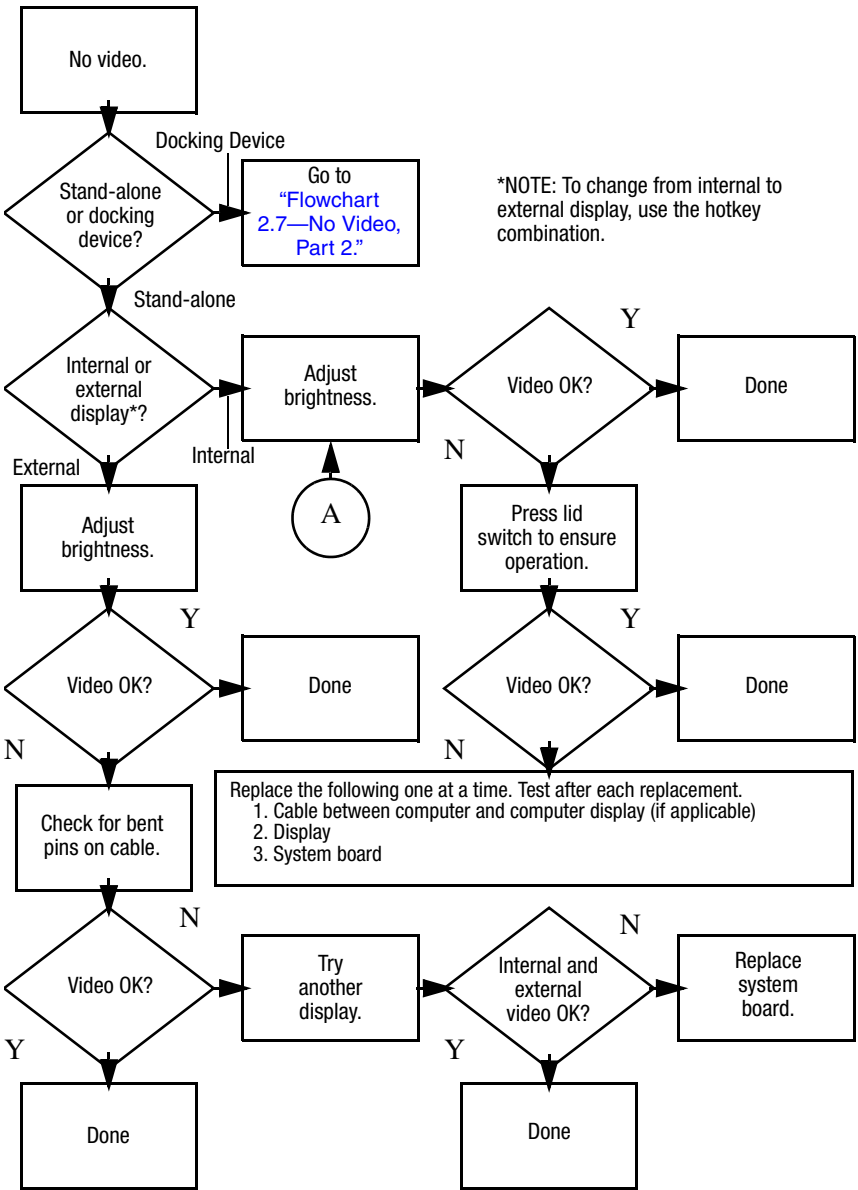 No video.
Docking Device
Stand-alone
or docking
device?
Go to
“Flowchart
2.7—No Video,
Part 2.”
*NOTE: To change from internal to
external display, use the hotkey
combination.
Stand-alone
Internal or
external
display*?
Adjust
brightness.
Video OK?
Y
Done
N
External
Internal
A
Adjust
brightness.
Press lid
switch to ensure
operation.
Y
Video OK?
Done
N
Y
Video OK?
Done
N
Check for bent
pins on cable.
Replace the following one at a time. Test after each replacement.
1. Cable between computer and computer display (if applicable)
2. Display
3. System board
N
Video OK?
Try
another
display.
Internal and
external
video OK?
N
Replace
system
board.
Y
Done
Y
Done